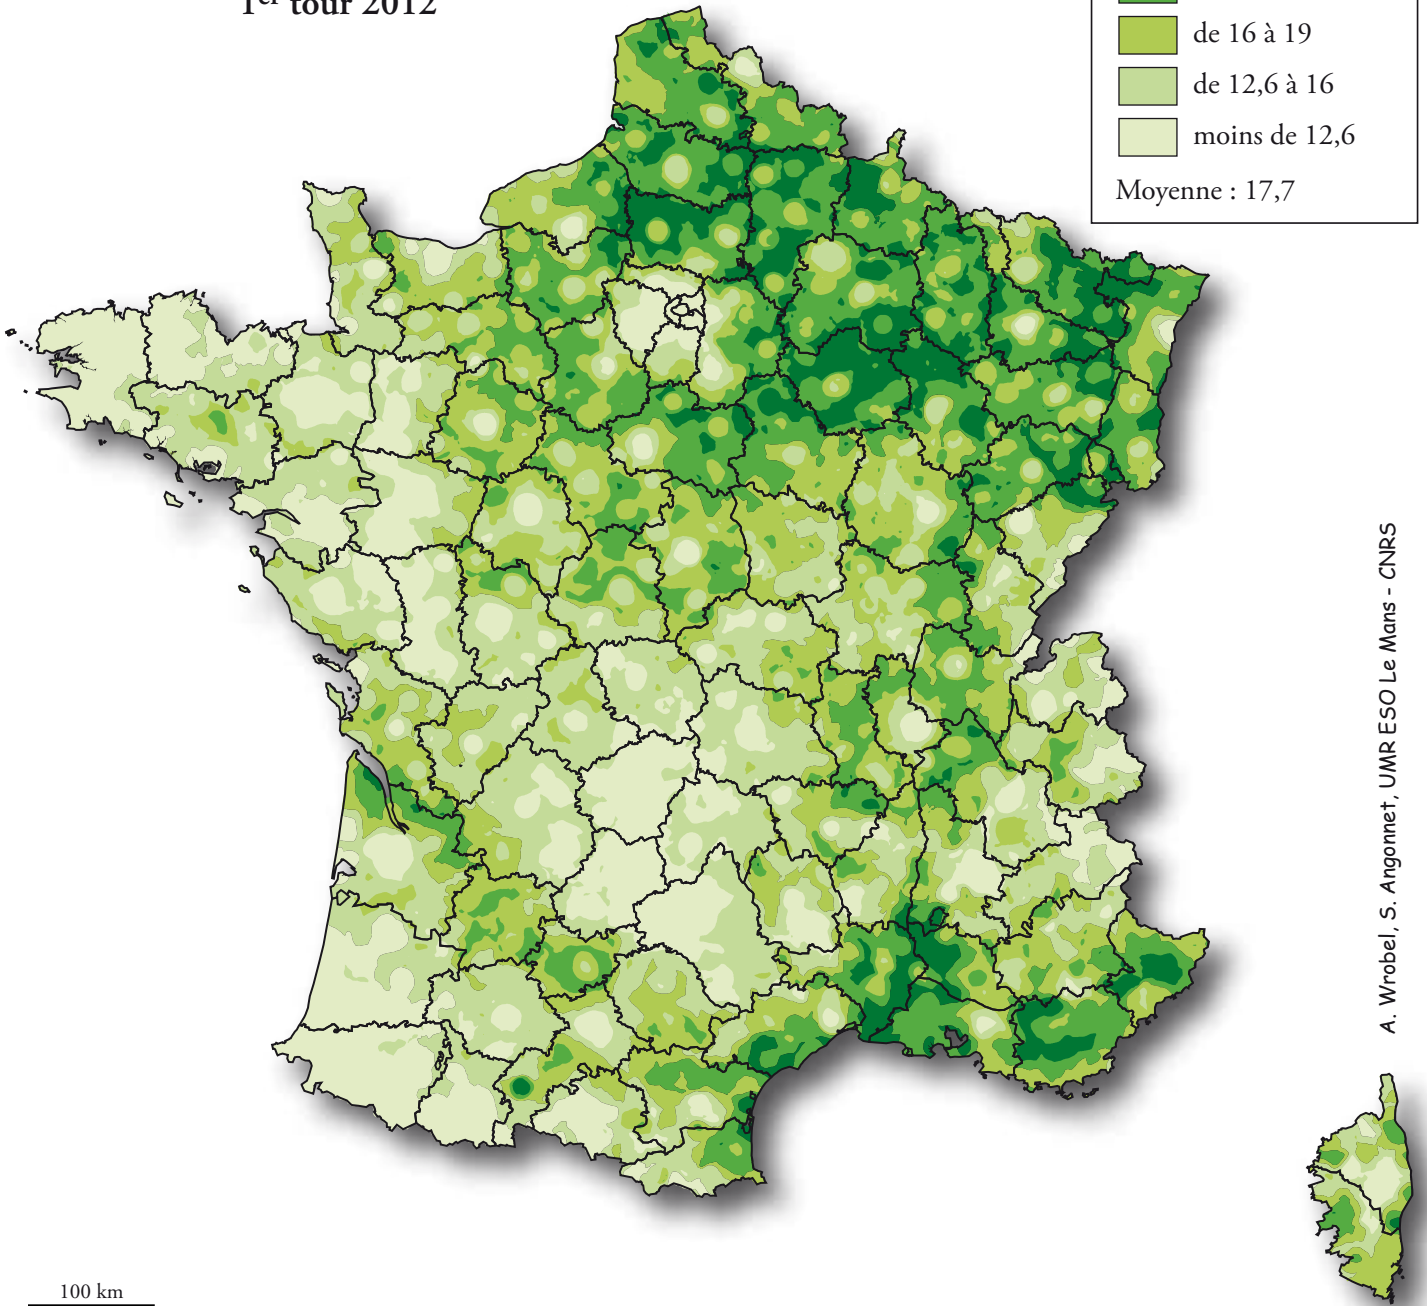 1er tour 2012
de 16 à 19
de 12,6 à 16
moins de 12,6
Moyenne : 17,7
A. Wrobel, S. Angonnet, UMR ESO Le Mans - CNRS
100 km